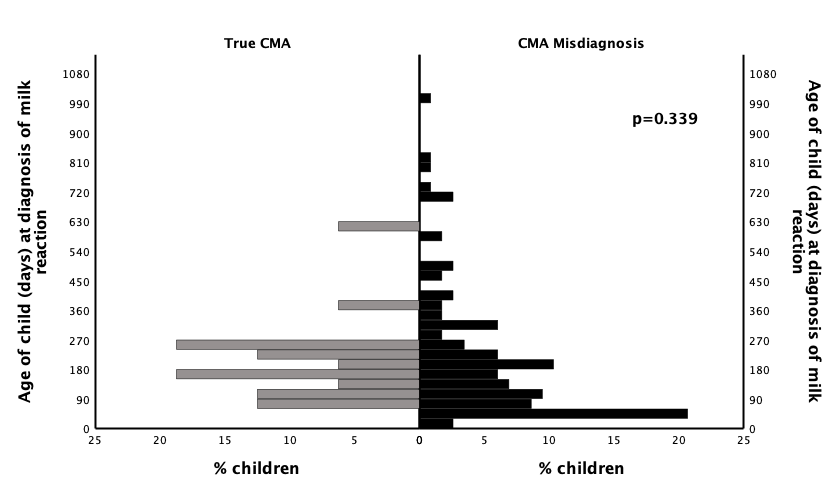 True CMA
CMA Misdiagnosis
p=0.339
Age of child (days) at diagnosis of milk
reaction
1080
990
900
810
720
630
540
450
360
270
180
90
0
1080
990
900
810
720
630
540
450
360
270
180
90
0
Age of child (days) at diagnosis of milk
reaction
25 20 15 10 5 0 5 10 15 20 25
% children
% children